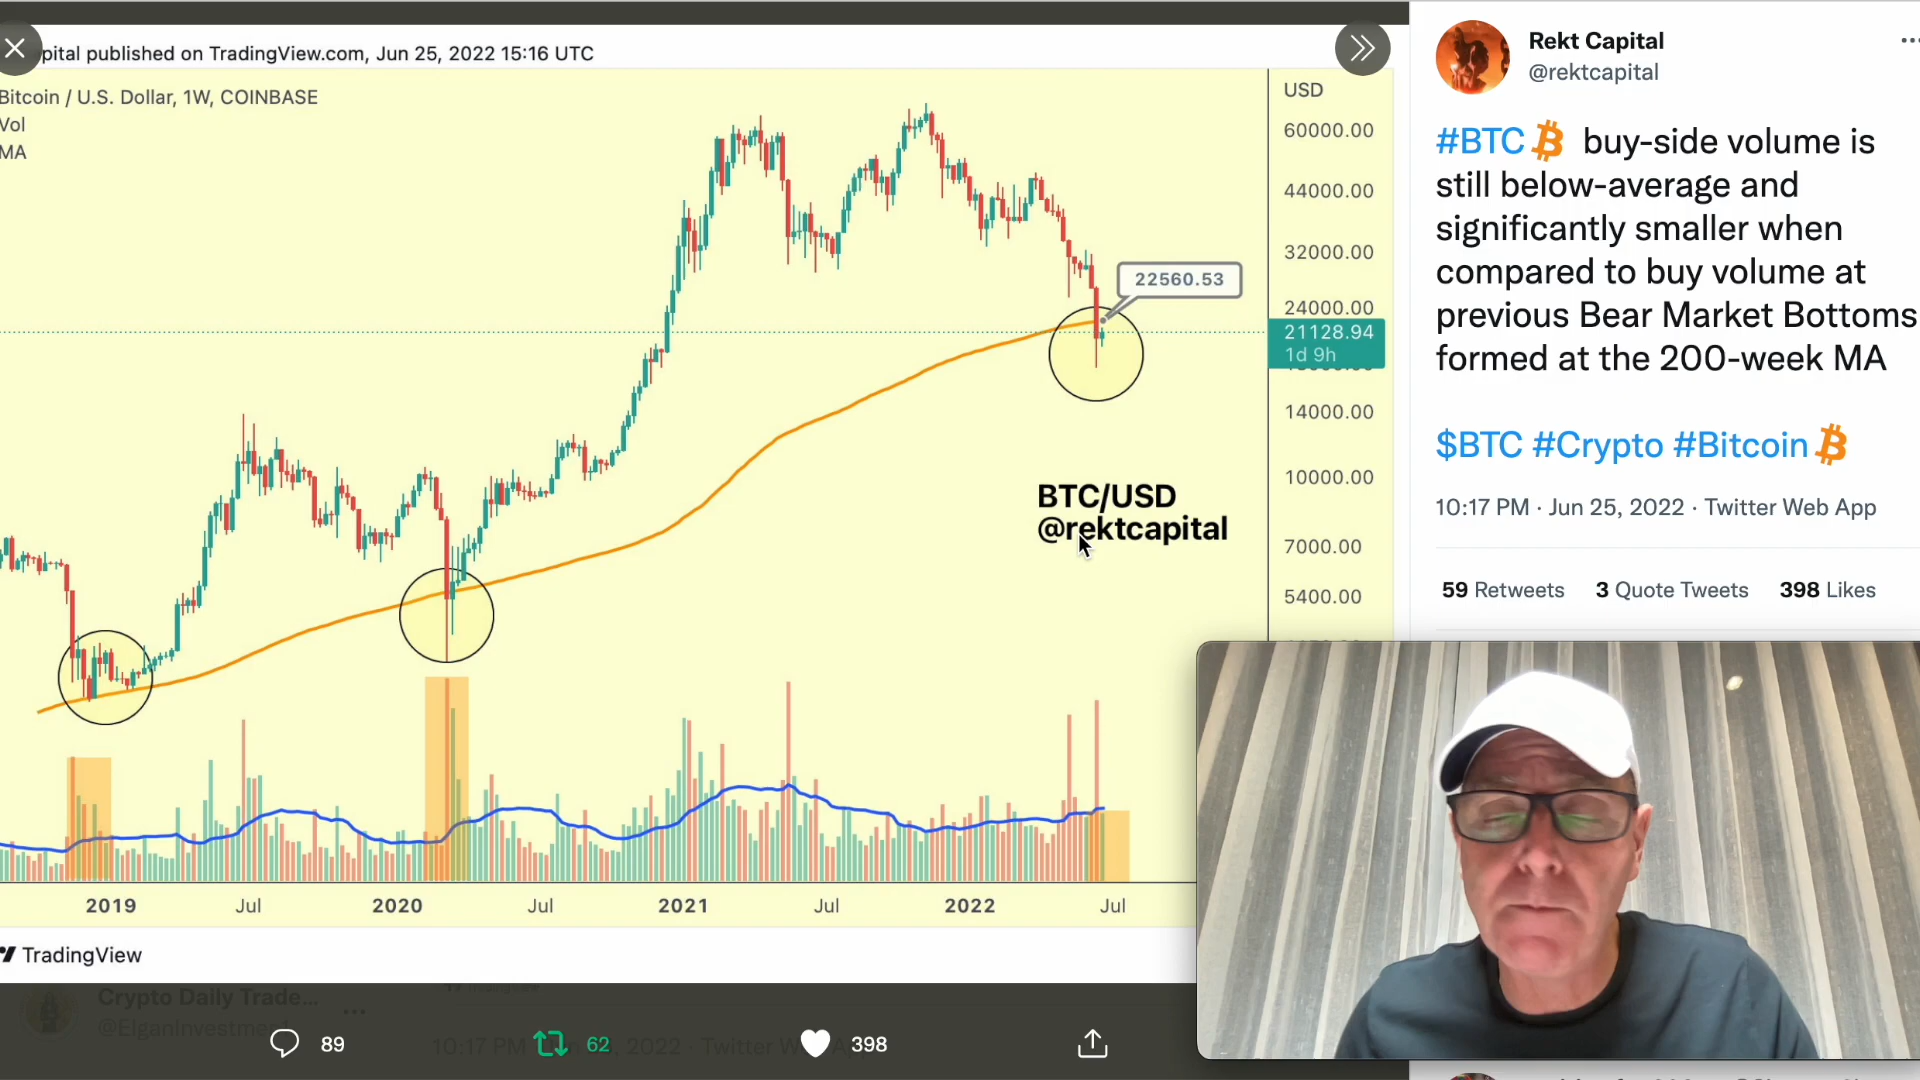 pital published on TradingView.com, Jun 25, 2022 15:16 UTC
Bitcoin / U.S. Dollar, 1W, COINBASE
Vol
MA
USD
60000.00
44000.00
32000.00
22560.53
24000.00
21128.94
1d 9h
14000.00
10000.00
7000.00
5400.00
BTC/USD
@rektcapital
2019
Jul
2020
Jul
2021
Jul
2022
Jul
TradingView
Crypto Daily Trade...
@ElganInvestment
89
62
398
Rekt Capital
@rektcapital
#BTC buy-side volume is
still below-average and
significantly smaller when
compared to buy volume at
previous Bear Market Bottoms
formed at the 200-week MA
$BTC #Crypto #Bitcoin
10:17 PM · Jun 25, 2022 · Twitter Web App
59 Retweets 3 Quote Tweets 398 Likes